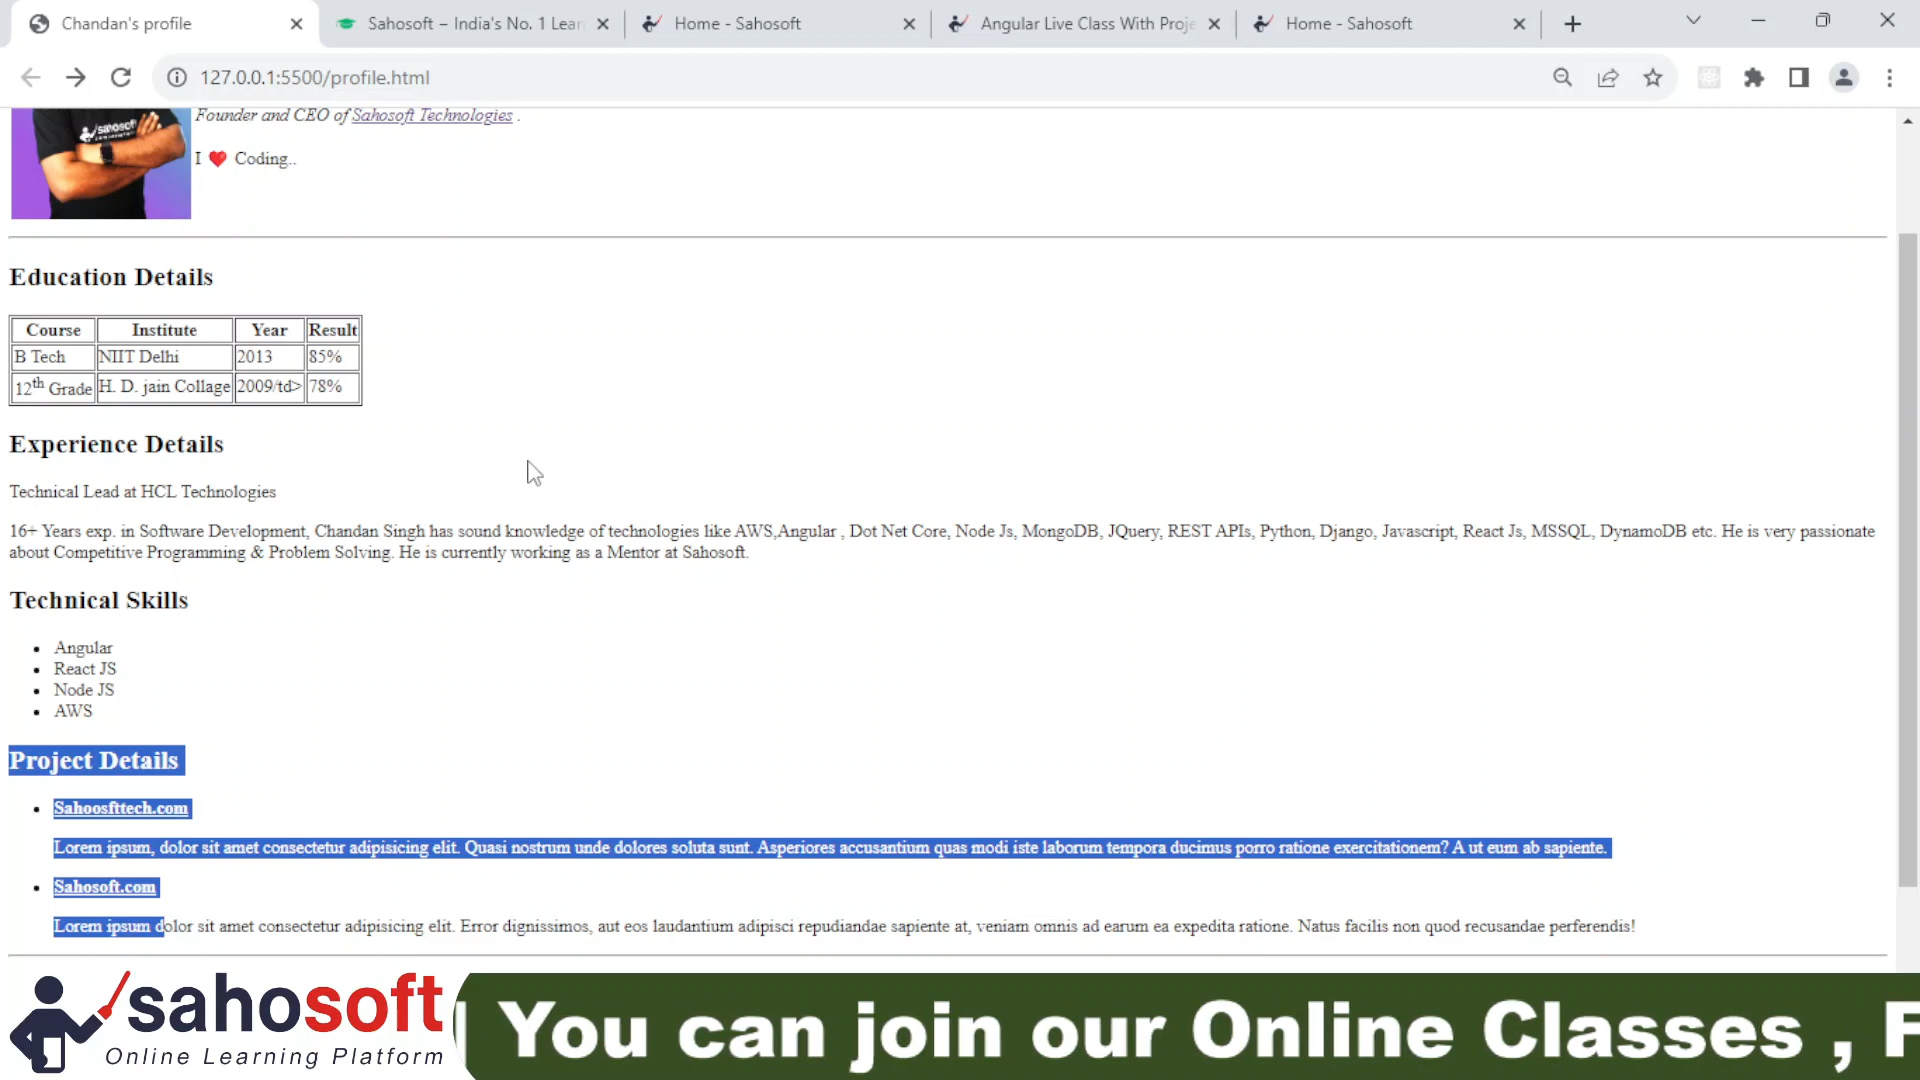 Chandan's profile
Sahosoft – India's No. 1 Lear
Home - Sahosoft
Angular Live Class With Proje
Home - Sahosoft
127.0.0.1:5500/profile.html
sahosoft
Founder and CEO of Sahosoft Technologies .
I ❤ Coding..
Education Details
Course Institute Year Result
B Tech NIIT Delhi 2013 85%
12th Grade H. D. jain Collage 2009/td> 78%
Experience Details
Technical Lead at HCL Technologies
16+ Years exp. in Software Development, Chandan Singh has sound knowledge of technologies like AWS,Angular , Dot Net Core, Node Js, MongoDB, JQuery, REST APIs, Python, Django, Javascript, React Js, MSSQL, DynamoDB etc. He is very passionate
about Competitive Programming & Problem Solving. He is currently working as a Mentor at Sahosoft.
Technical Skills
• Angular
• React JS
• Node JS
• AWS
Project Details
• Sahoosfttech.com
Lorem ipsum, dolor sit amet consectetur adipisicing elit. Quasi nostrum unde dolores soluta sunt. Asperiores accusantium quas modi iste laborum tempora ducimus porro ratione exercitationem? A ut eum ab sapiente.
• Sahosoft.com
Lorem ipsum dolor sit amet consectetur adipisicing elit. Error dignissimos, aut eos laudantium adipisci repudiandae sapiente at, veniam omnis ad earum ea expedita ratione. Natus facilis non quod recusandae perferendis!
sahosoft
Online Learning Platform
| You can join our Online Classes , F